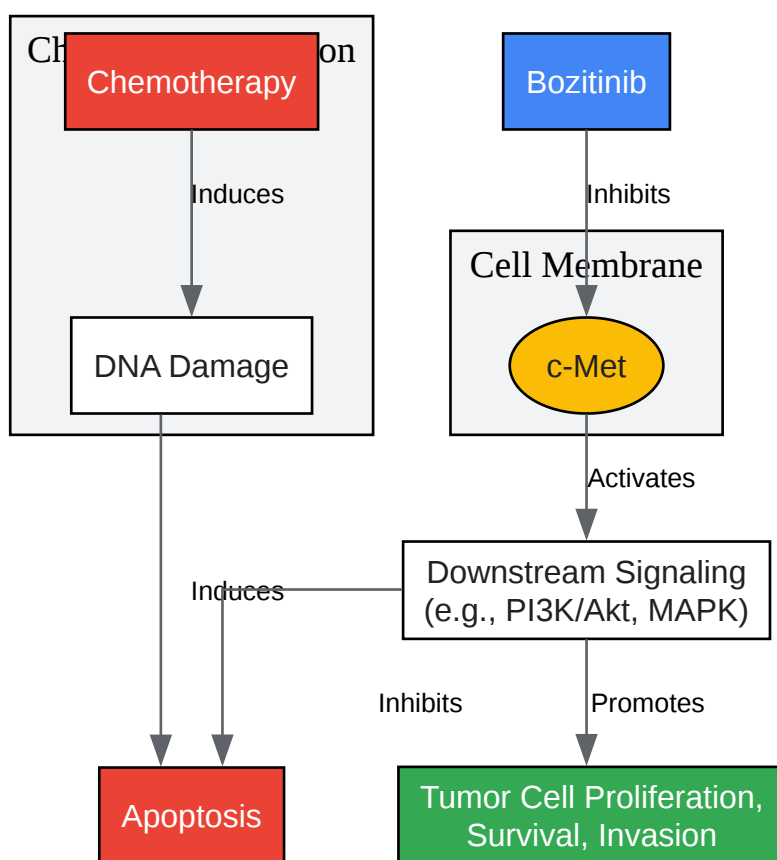 Chemotherapy
Bozitinib
Induces
Inhibits
Cell Membrane
DNA Damage
c-Met
Activates
Downstream Signaling
(e.g., PI3K/Akt, MAPK)
Induces
Inhibits
Promotes
Apoptosis
Tumor Cell Proliferation,
Survival, Invasion